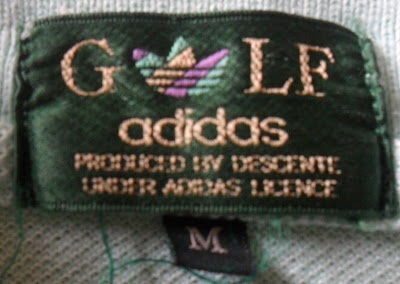 G LF
adidas
PRODUCED BY DESCENTE
UNDER ADIDAS LICENCE
M